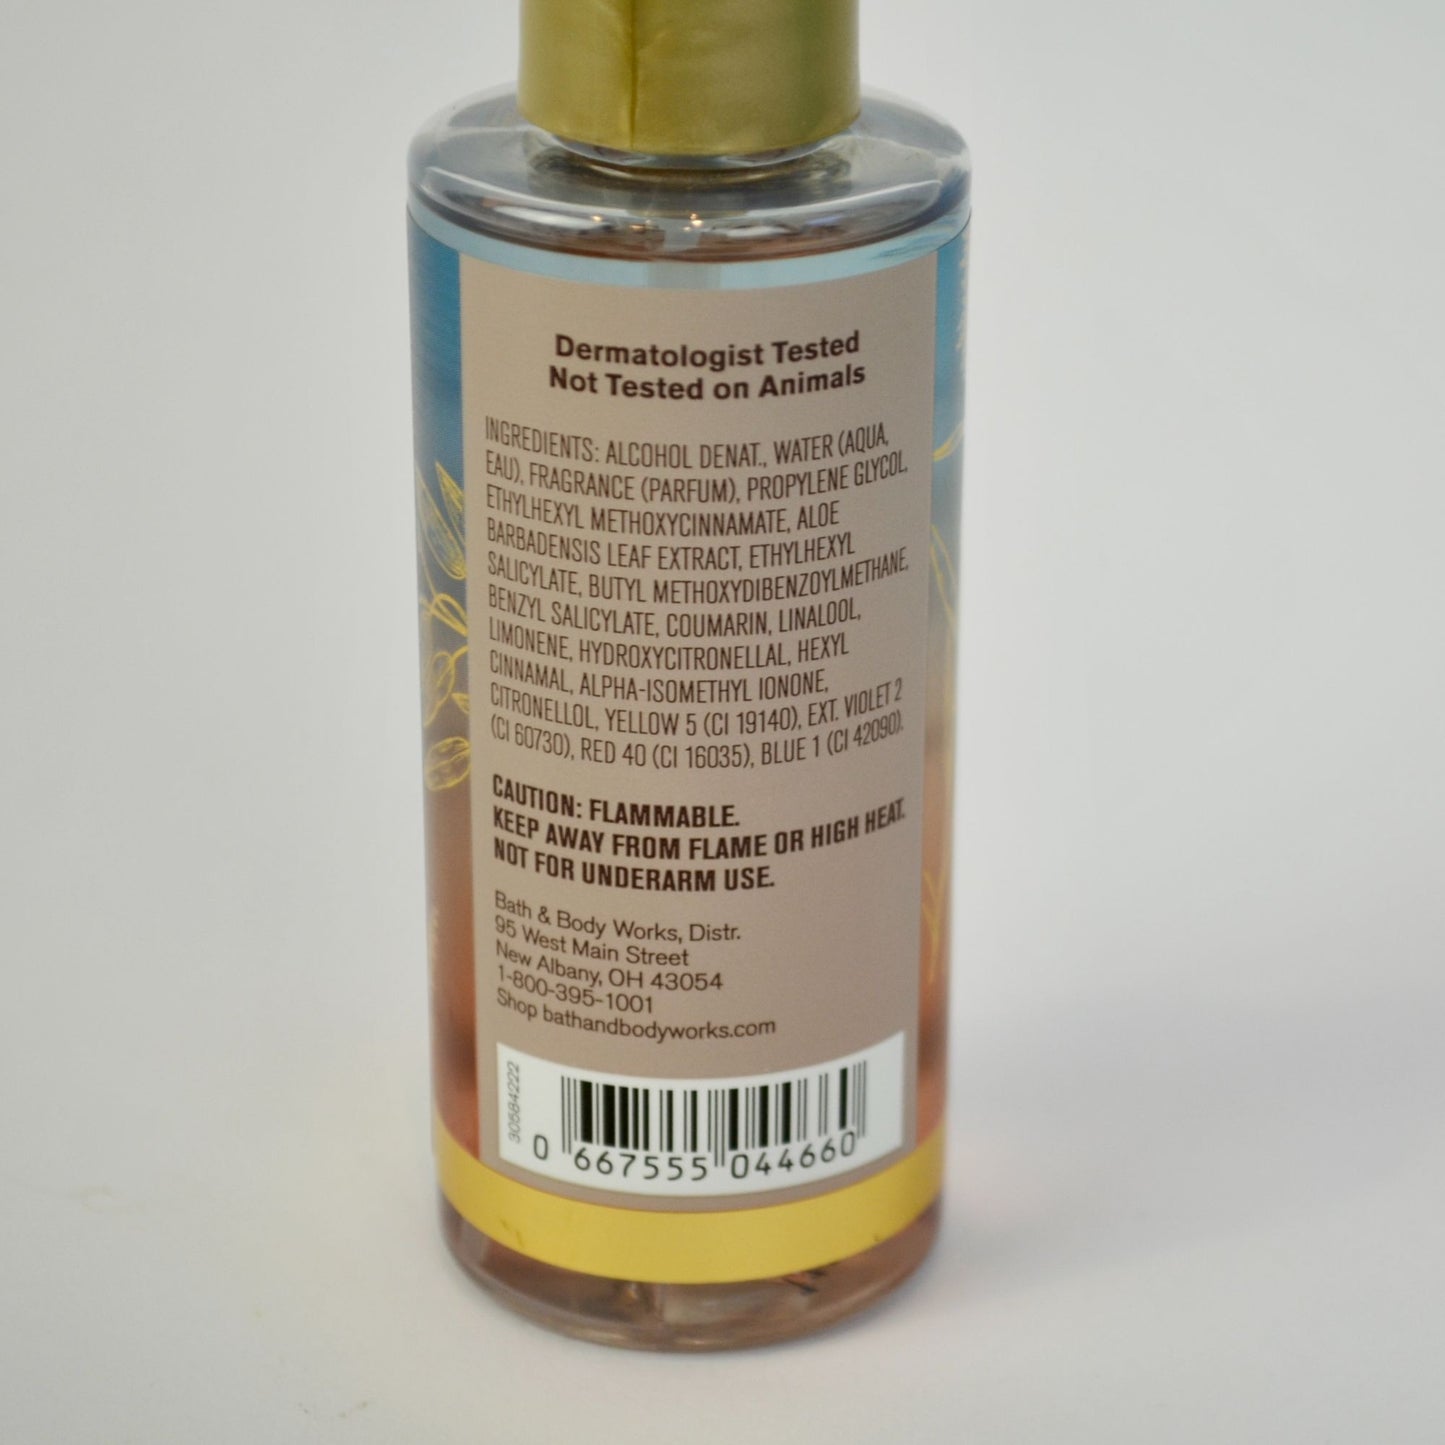 Dermatologist Tested
Not Tested on Animals
INGREDIENTS: ALCOHOL DENAT., WATER (AQUA,
EAU), FRAGRANCE (PARFUM), PROPYLENE GLYCOL,
ETHYLHEXYL METHOXYCINNAMATE, ALOE
BARBADENSIS LEAF EXTRACT, ETHYLHEXYL
SALICYLATE, BUTYL METHOXYDIBENZOYLMETHANE,
BENZYL SALICYLATE, COUMARIN, LINALOOL,
LIMONENE, HYDROXYCITRONELLAL, HEXYL
CINNAMAL, ALPHA-ISOMETHYL IONONE,
CITRONELLOL, YELLOW 5 (CI 19140), EXT. VIOLET 2
(CI 60730), RED 40 (CI 16035), BLUE 1 (CI 42090).
CAUTION: FLAMMABLE.
KEEP AWAY FROM FLAME OR HIGH HEAT.
NOT FOR UNDERARM USE.
Bath & Body Works, Distr.
95 West Main Street
New Albany, OH 43054
1-800-395-1001
Shop bathandbodyworks.com
30584222
0 667555 044660